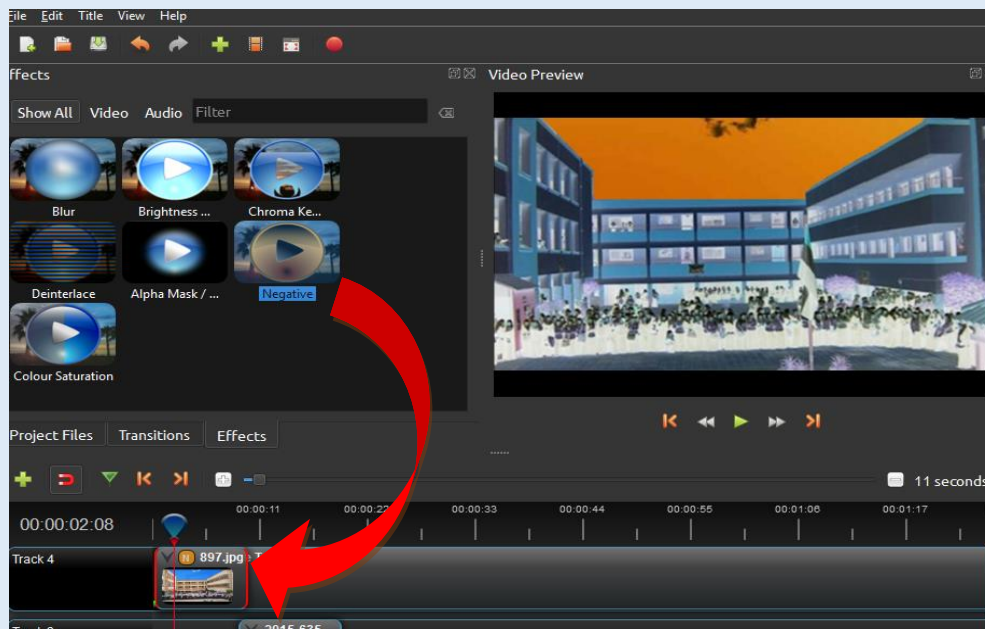 File Edit Title View Help
ffects
Video Preview
Show All Video Audio Filter
Blur Brightness ... Chroma Ke...
Deinterlace Alpha Mask / ... Negative
Colour Saturation
Project Files Transitions Effects
11 seconds
00:00:11 00:00:22 00:00:33 00:00:44 00:00:55 00:01:06 00:01:17
00:00:02:08
Track 4
N 897.jpg
2015-635